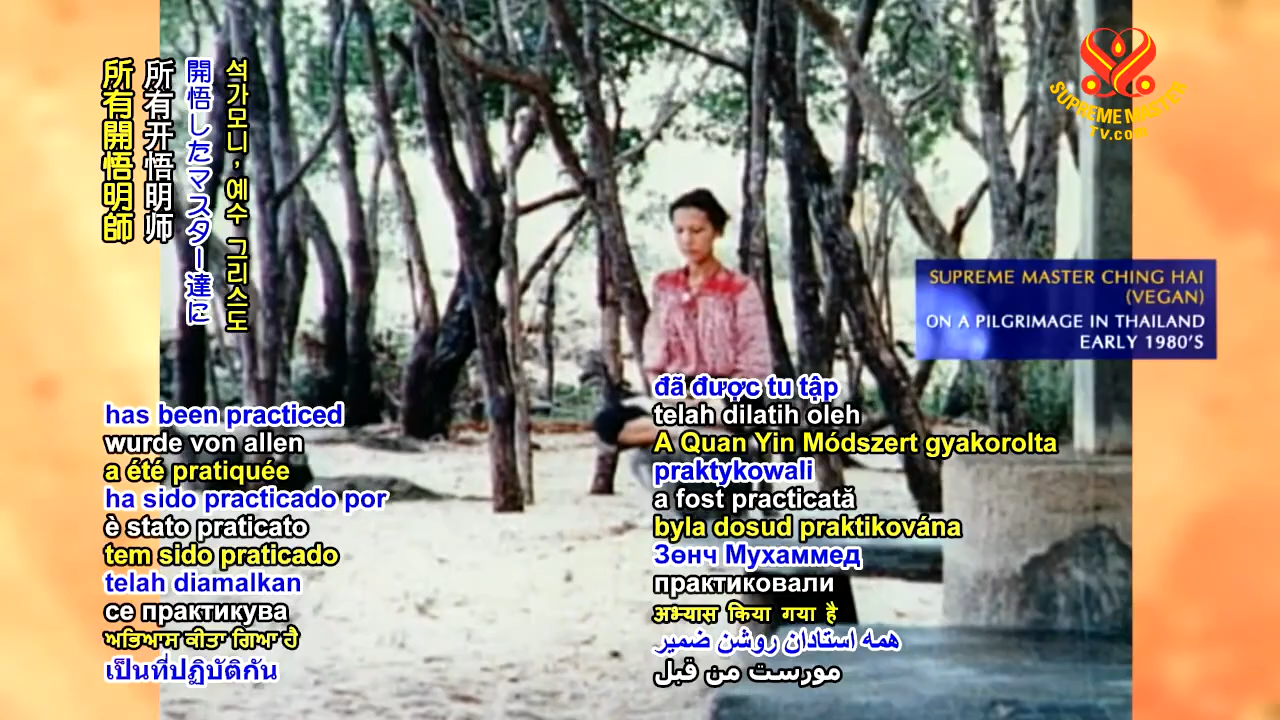 석가모니, 예수 그리스도
開悟したマスター達に
所有开悟明师
所有開悟明師
SUPREME MASTER
TV.com
SUPREME MASTER CHING HAI
(VEGAN)
ON A PILGRIMAGE IN THAILAND
EARLY 1980'S
has been practiced
wurde von allen
a été pratiquée
ha sido practicado por
è stato praticato
tem sido praticado
telah diamalkan
се практикува
ਅਭਿਆਸ ਕੀਤਾ ਗਿਆ ਹੈ
เป็นที่ปฏิบัติกัน
đã được tu tập
telah dilatih oleh
A Quan Yin Módszert gyakorolta
praktykowali
a fost practicată
byla dosud praktikována
Зөнч Мухаммед
практиковали
अभ्यास किया गया है
همه استادان روشن ضمیر
مورست من قبل